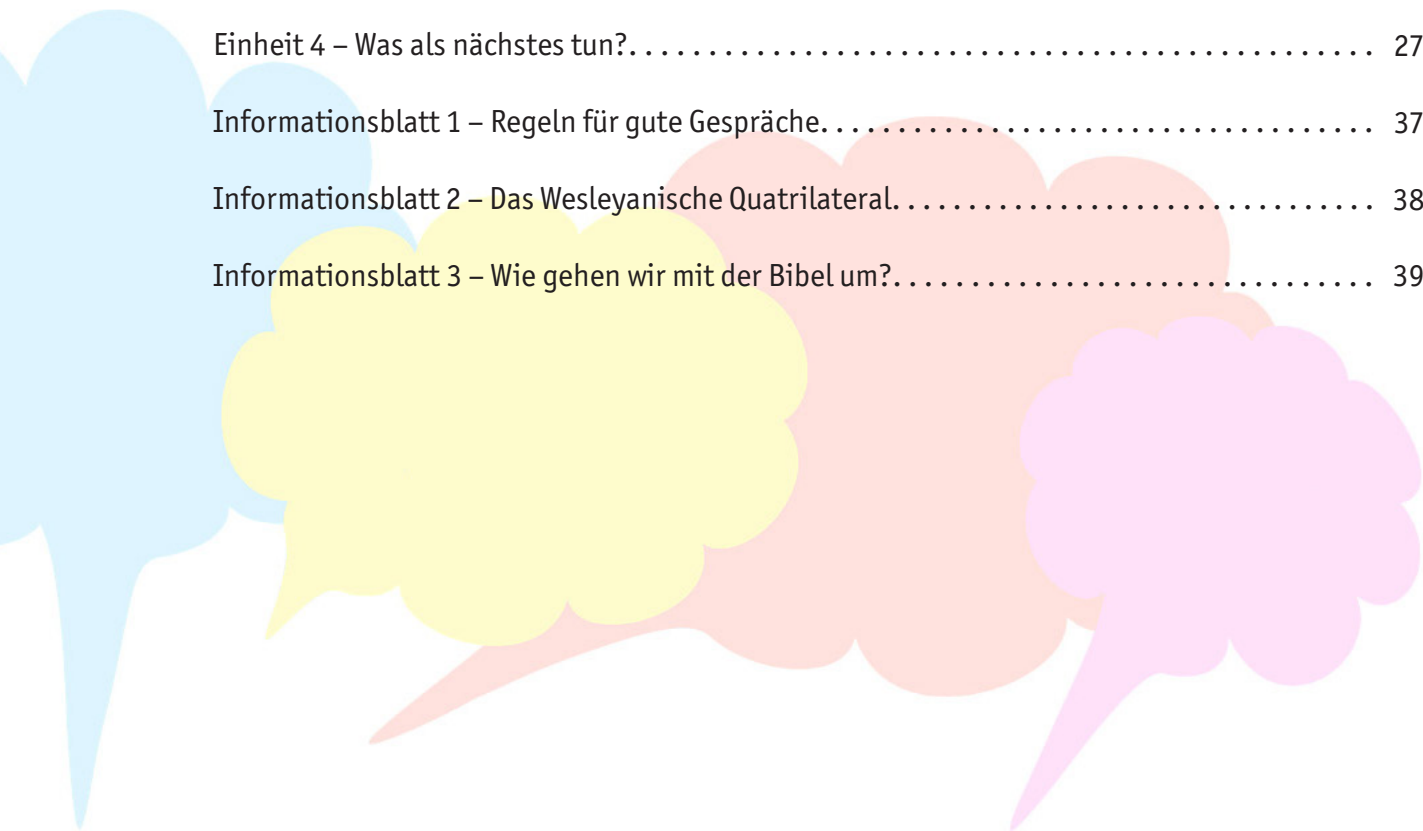 Einheit 4 – Was als nächstes tun?. . . . . . . . . . . . . . . . . . . . . . . . . . . . . . . . . . . . . . . . . . . . . . . . . . . 27
Informationsblatt 1 – Regeln für gute Gespräche. . . . . . . . . . . . . . . . . . . . . . . . . . . . . . . . . . . . . . 37
Informationsblatt 2 – Das Wesleyanische Quatrilateral. . . . . . . . . . . . . . . . . . . . . . . . . . . . . . . . . 38
Informationsblatt 3 – Wie gehen wir mit der Bibel um?. . . . . . . . . . . . . . . . . . . . . . . . . . . . . . . . . 39